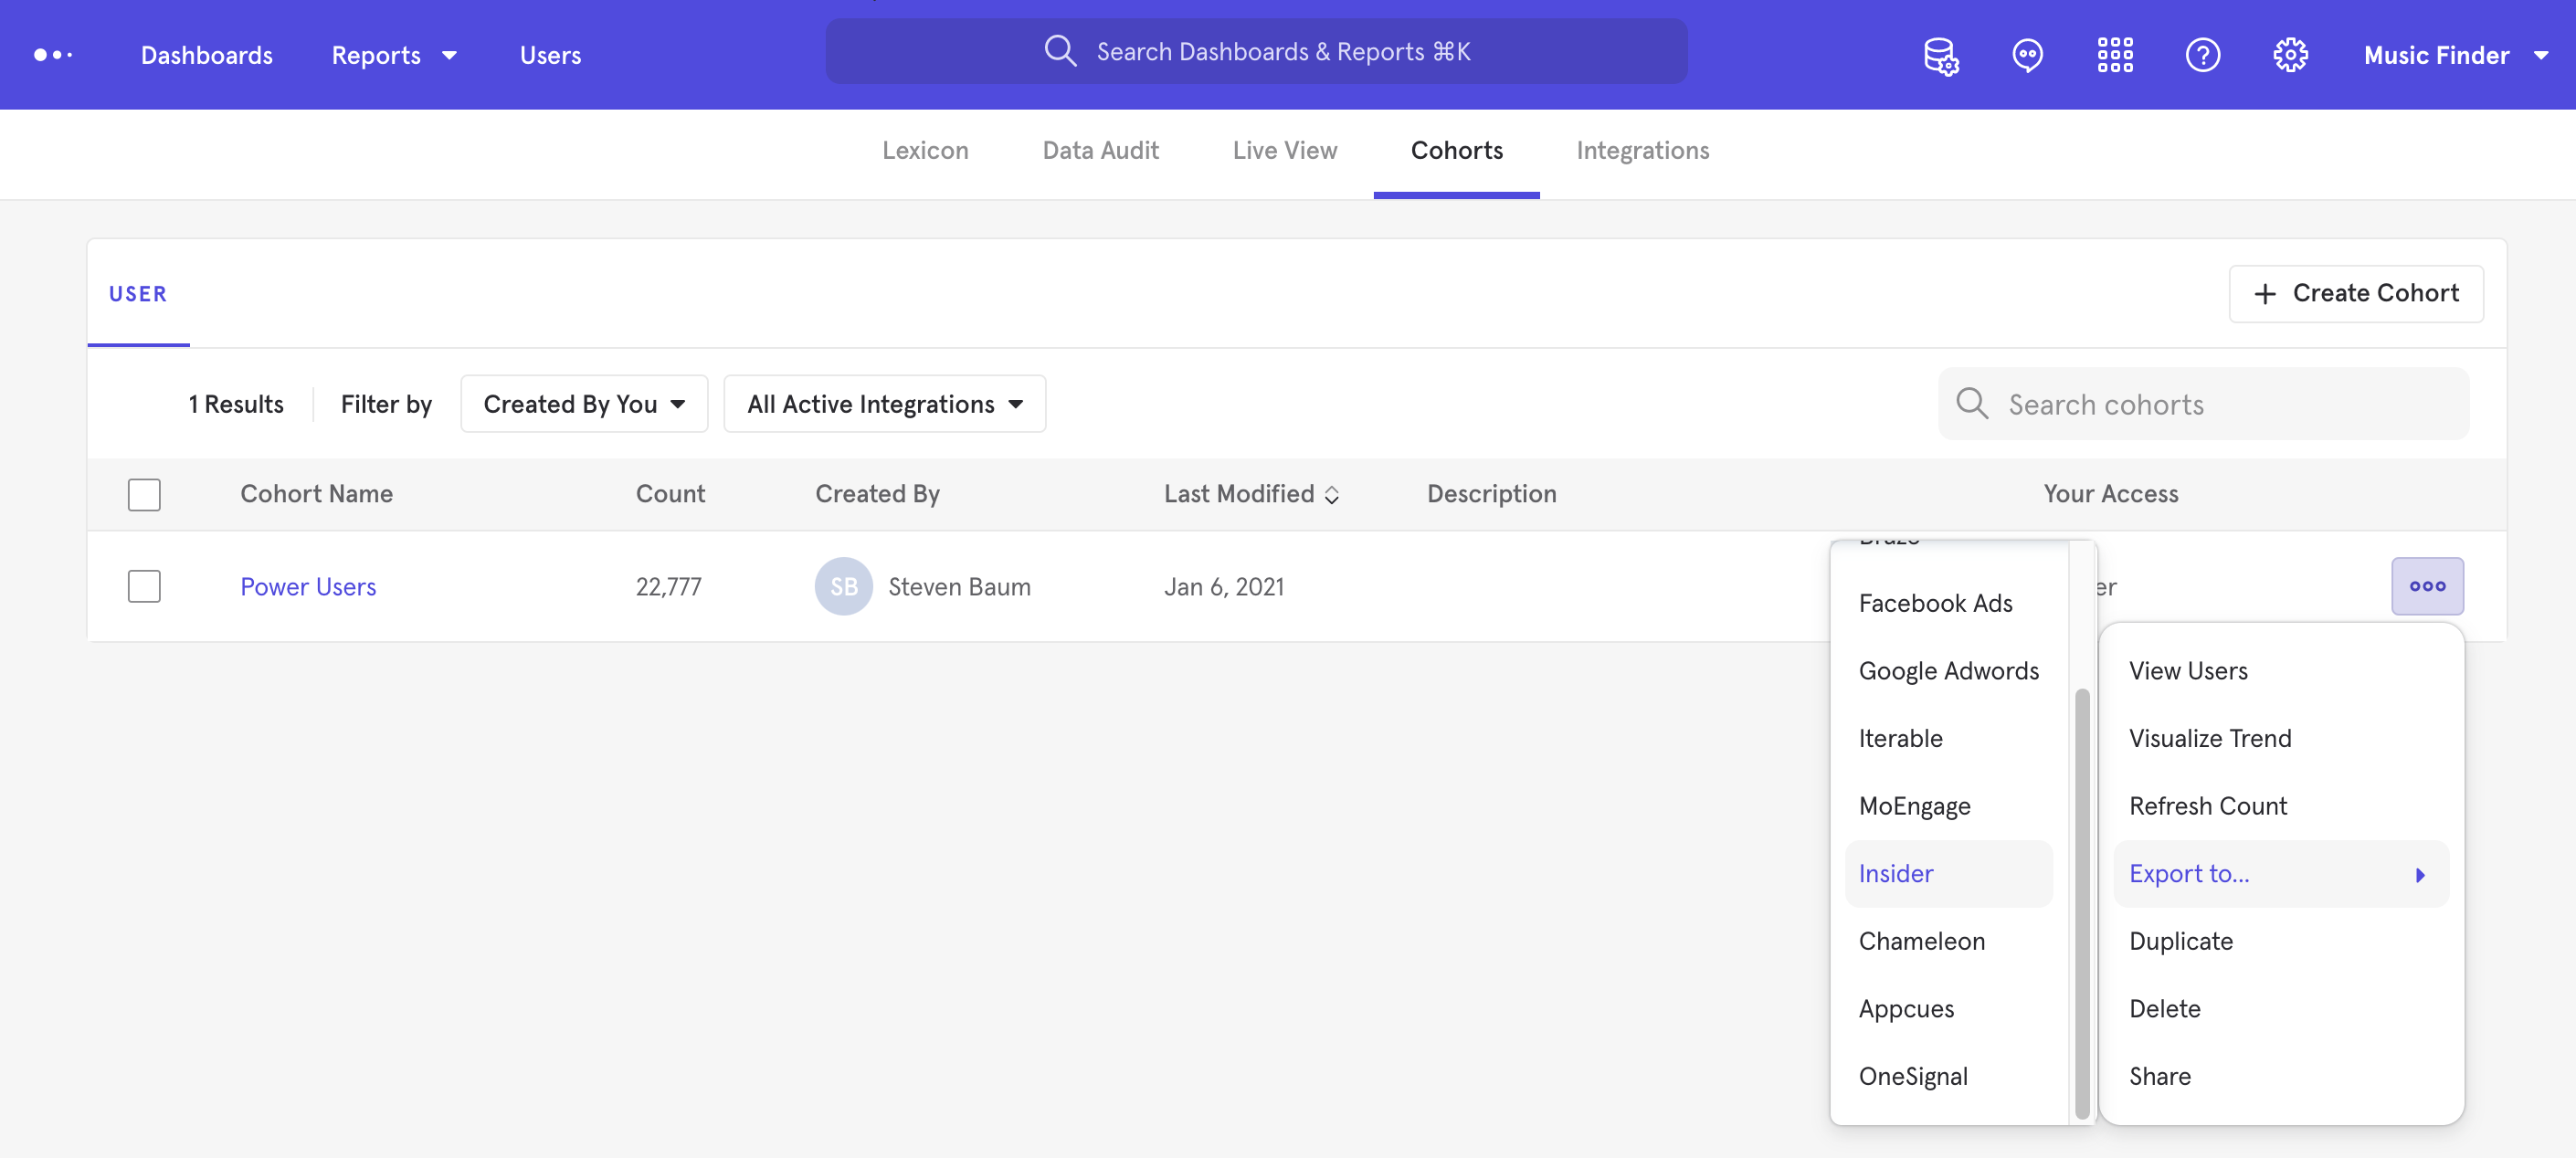 Dashboards Reports Users Search Dashboards & Reports ⌘K Music Finder
Lexicon Data Audit Live View Cohorts Integrations
USER
+ Create Cohort
1 Results Filter by Created By You All Active Integrations Search cohorts
Cohort Name Count Created By Last Modified Description Your Access
Power Users 22,777 SB Steven Baum Jan 6, 2021
Facebook Ads
Google Adwords
Iterable
MoEngage
Insider
Chameleon
Appcues
OneSignal
View Users
Visualize Trend
Refresh Count
Export to...
Duplicate
Delete
Share